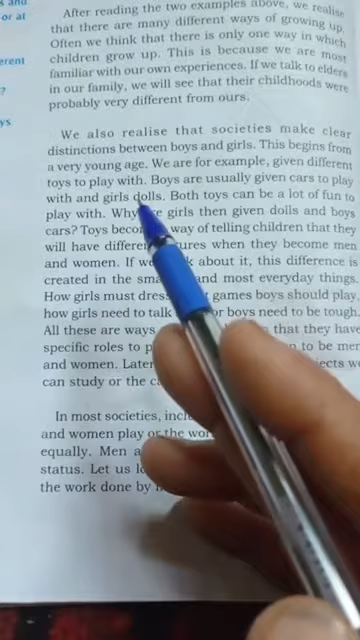 s and
or at
erent
?
ys
After reading the two examples above, we realise
that there are many different ways of growing up.
Often we think that there is only one way in which
children grow up. This is because we are most
familiar with our own experiences. If we talk to elders
in our family, we will see that their childhoods were
probably very different from ours.
We also realise that societies make clear
distinctions between boys and girls. This begins from
a very young age. We are for example, given different
toys to play with. Boys are usually given cars to play
with and girls dolls. Both toys can be a lot of fun to
play with. Why girls then given dolls and boys
cars? Toys way of telling children that they
will have when they become men
and women. If about it, this difference is
created in the and most everyday things.
How girls must games boys should play,
how girls need to talk boys need to be tough.
All these are ways that they have
specific roles to to be men
and women. Later
can study or the
In most societies,
and women play or the
equally. Men
status. Let us
the work done by